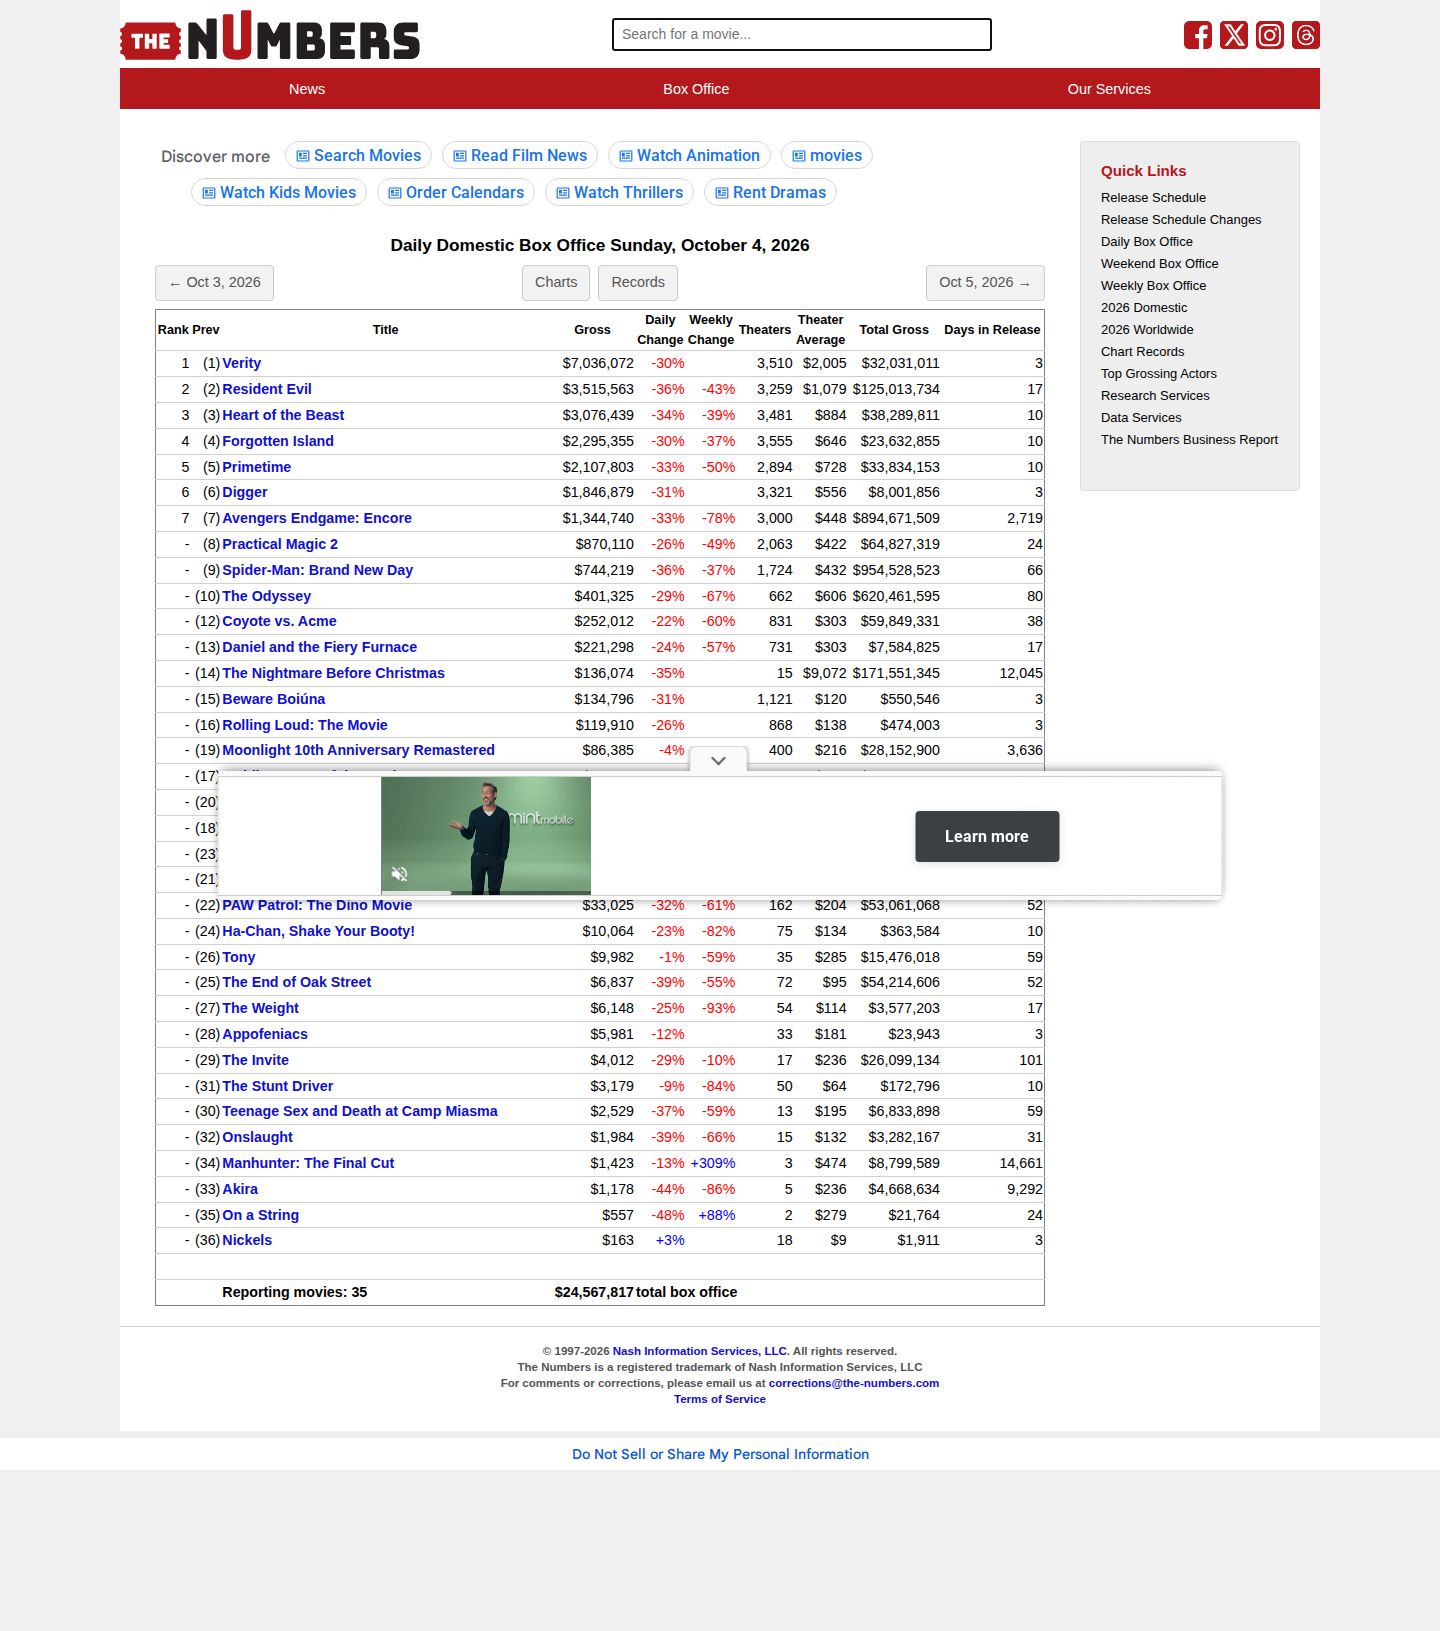 THE NUMBERS
Search for a movie...
News Box Office Our Services
Discover more Search Movies Read Film News Watch Animation movies
Watch Kids Movies Order Calendars Watch Thrillers Rent Dramas
Daily Domestic Box Office Sunday, October 4, 2026
← Oct 3, 2026 Charts Records Oct 5, 2026 →
Rank Prev Title Gross Daily Change Weekly Change Theaters Theater Average Total Gross Days in Release
1 (1) Verity $7,036,072 -30% 3,510 $2,005 $32,031,011 3
2 (2) Resident Evil $3,515,563 -36% -43% 3,259 $1,079 $125,013,734 17
3 (3) Heart of the Beast $3,076,439 -34% -39% 3,481 $884 $38,289,811 10
4 (4) Forgotten Island $2,295,355 -30% -37% 3,555 $646 $23,632,855 10
5 (5) Primetime $2,107,803 -33% -50% 2,894 $728 $33,834,153 10
6 (6) Digger $1,846,879 -31% 3,321 $556 $8,001,856 3
7 (7) Avengers Endgame: Encore $1,344,740 -33% -78% 3,000 $448 $894,671,509 2,719
- (8) Practical Magic 2 $870,110 -26% -49% 2,063 $422 $64,827,319 24
- (9) Spider-Man: Brand New Day $744,219 -36% -37% 1,724 $432 $954,528,523 66
- (10) The Odyssey $401,325 -29% -67% 662 $606 $620,461,595 80
- (12) Coyote vs. Acme $252,012 -22% -60% 831 $303 $59,849,331 38
- (13) Daniel and the Fiery Furnace $221,298 -24% -57% 731 $303 $7,584,825 17
- (14) The Nightmare Before Christmas $136,074 -35% 15 $9,072 $171,551,345 12,045
- (15) Beware Boiúna $134,796 -31% 1,121 $120 $550,546 3
- (16) Rolling Loud: The Movie $119,910 -26% 868 $138 $474,003 3
- (19) Moonlight 10th Anniversary Remastered $86,385 -4% 400 $216 $28,152,900 3,636
- (17)
- (20)
- (18)
- (23)
- (21)
mint mobile
Learn more
- (22) PAW Patrol: The Dino Movie $33,025 -32% -61% 162 $204 $53,061,068 52
- (24) Ha-Chan, Shake Your Booty! $10,064 -23% -82% 75 $134 $363,584 10
- (26) Tony $9,982 -1% -59% 35 $285 $15,476,018 59
- (25) The End of Oak Street $6,837 -39% -55% 72 $95 $54,214,606 52
- (27) The Weight $6,148 -25% -93% 54 $114 $3,577,203 17
- (28) Appofeniacs $5,981 -12% 33 $181 $23,943 3
- (29) The Invite $4,012 -29% -10% 17 $236 $26,099,134 101
- (31) The Stunt Driver $3,179 -9% -84% 50 $64 $172,796 10
- (30) Teenage Sex and Death at Camp Miasma $2,529 -37% -59% 13 $195 $6,833,898 59
- (32) Onslaught $1,984 -39% -66% 15 $132 $3,282,167 31
- (34) Manhunter: The Final Cut $1,423 -13% +309% 3 $474 $8,799,589 14,661
- (33) Akira $1,178 -44% -86% 5 $236 $4,668,634 9,292
- (35) On a String $557 -48% +88% 2 $279 $21,764 24
- (36) Nickels $163 +3% 18 $9 $1,911 3
Reporting movies: 35 $24,567,817 total box office
Quick Links
Release Schedule
Release Schedule Changes
Daily Box Office
Weekend Box Office
Weekly Box Office
2026 Domestic
2026 Worldwide
Chart Records
Top Grossing Actors
Research Services
Data Services
The Numbers Business Report
© 1997-2026 Nash Information Services, LLC. All rights reserved.
The Numbers is a registered trademark of Nash Information Services, LLC
For comments or corrections, please email us at corrections@the-numbers.com
Terms of Service
Do Not Sell or Share My Personal Information